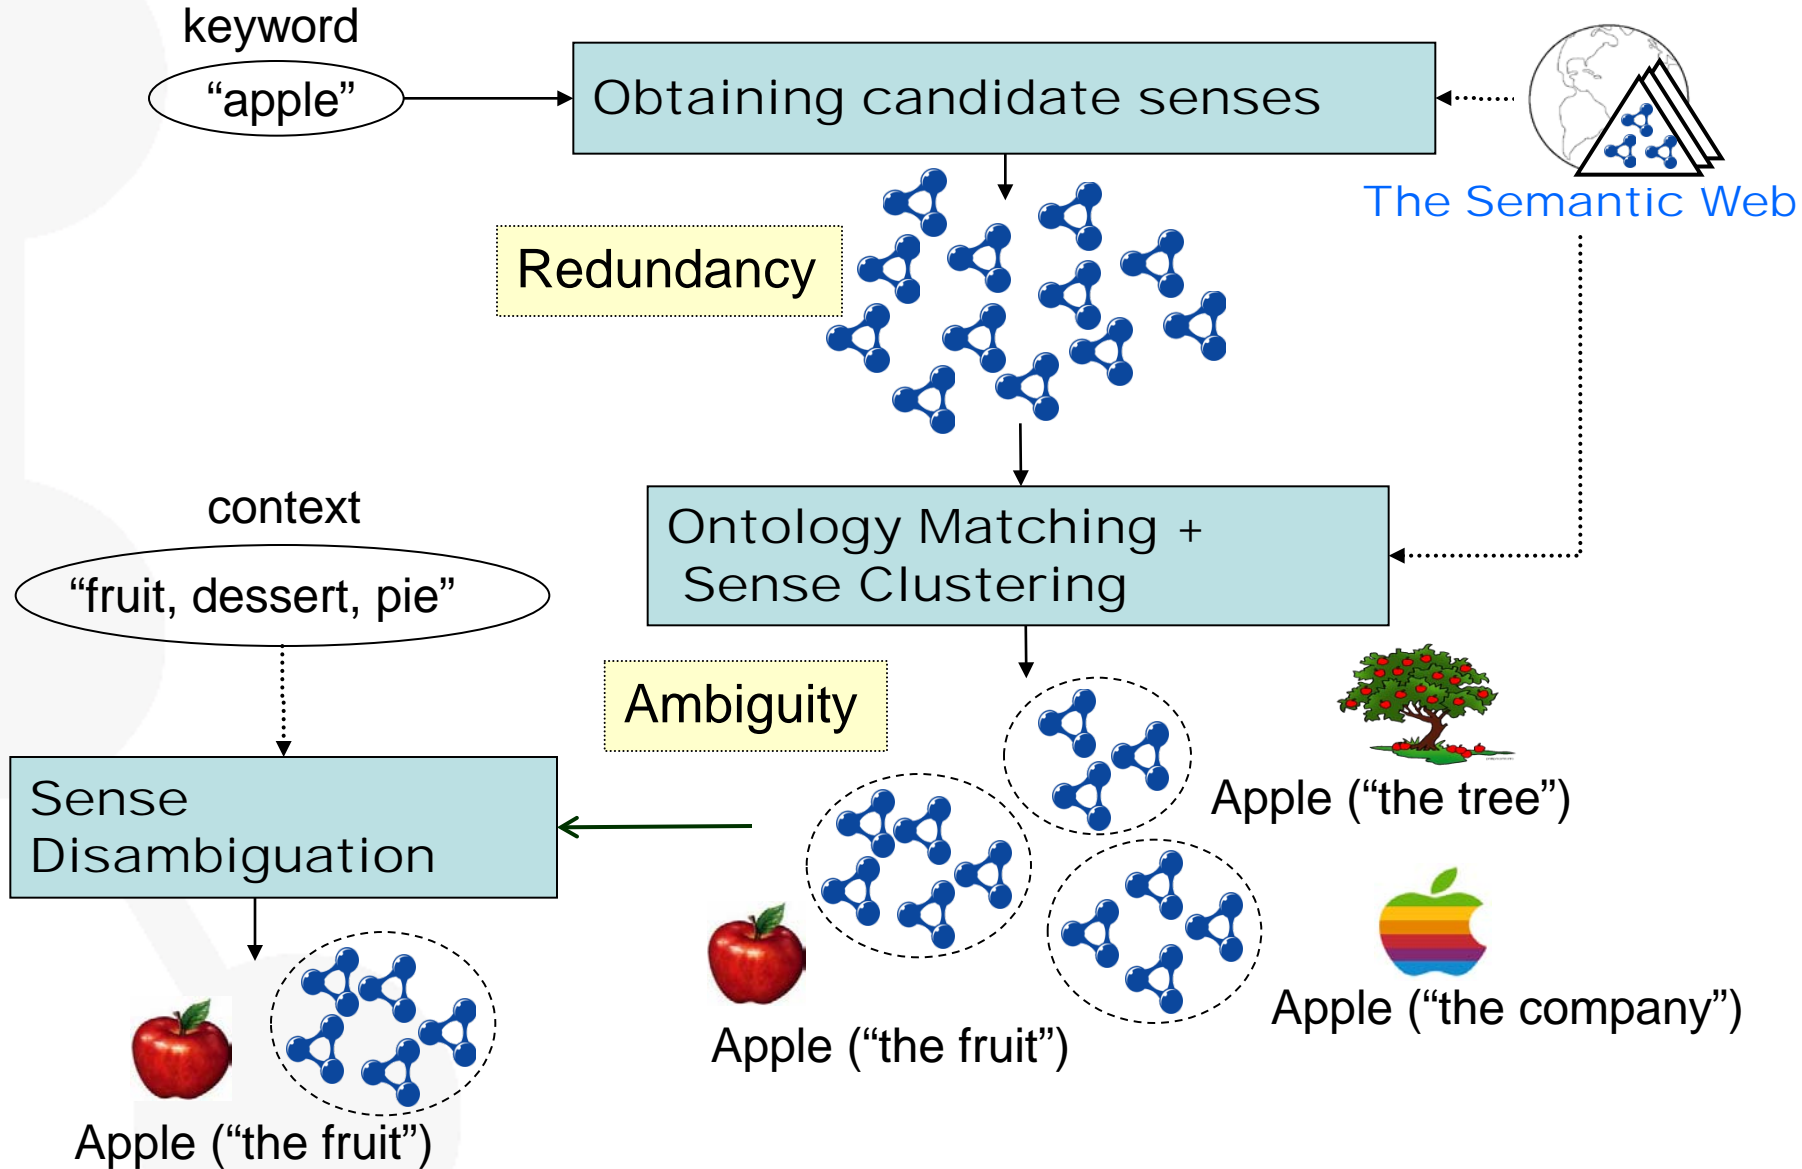 keyword
“apple”
Obtaining candidate senses
The Semantic Web
Redundancy
context
“fruit, dessert, pie”
Ontology Matching +
Sense Clustering
Ambiguity
Apple (“the tree”)
Sense
Disambiguation
Apple (“the company”)
Apple (“the fruit”)
Apple (“the fruit”)